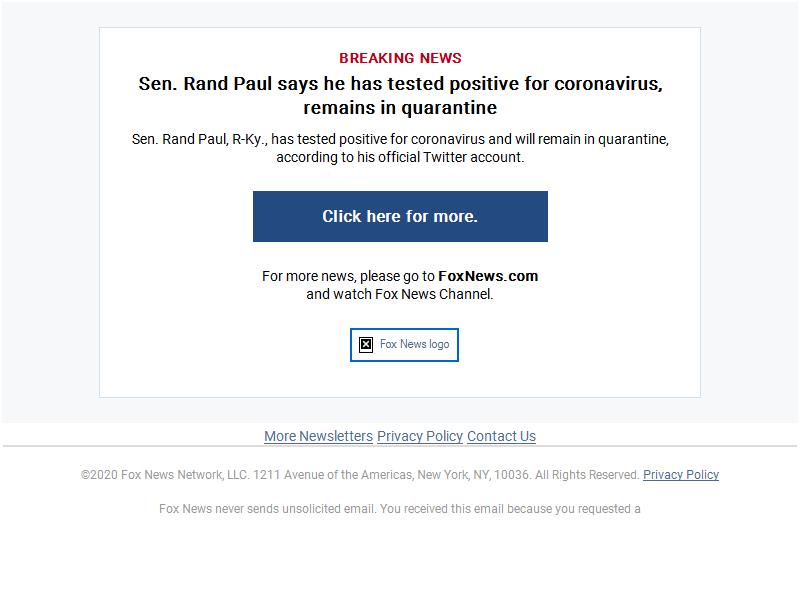 BREAKING NEWS
Sen. Rand Paul says he has tested positive for coronavirus,
remains in quarantine
Sen. Rand Paul, R-Ky., has tested positive for coronavirus and will remain in quarantine,
according to his official Twitter account.
Click here for more.
For more news, please go to FoxNews.com
and watch Fox News Channel.
Fox News logo
More Newsletters Privacy Policy Contact Us
©2020 Fox News Network, LLC. 1211 Avenue of the Americas, New York, NY, 10036. All Rights Reserved. Privacy Policy
Fox News never sends unsolicited email. You received this email because you requested a